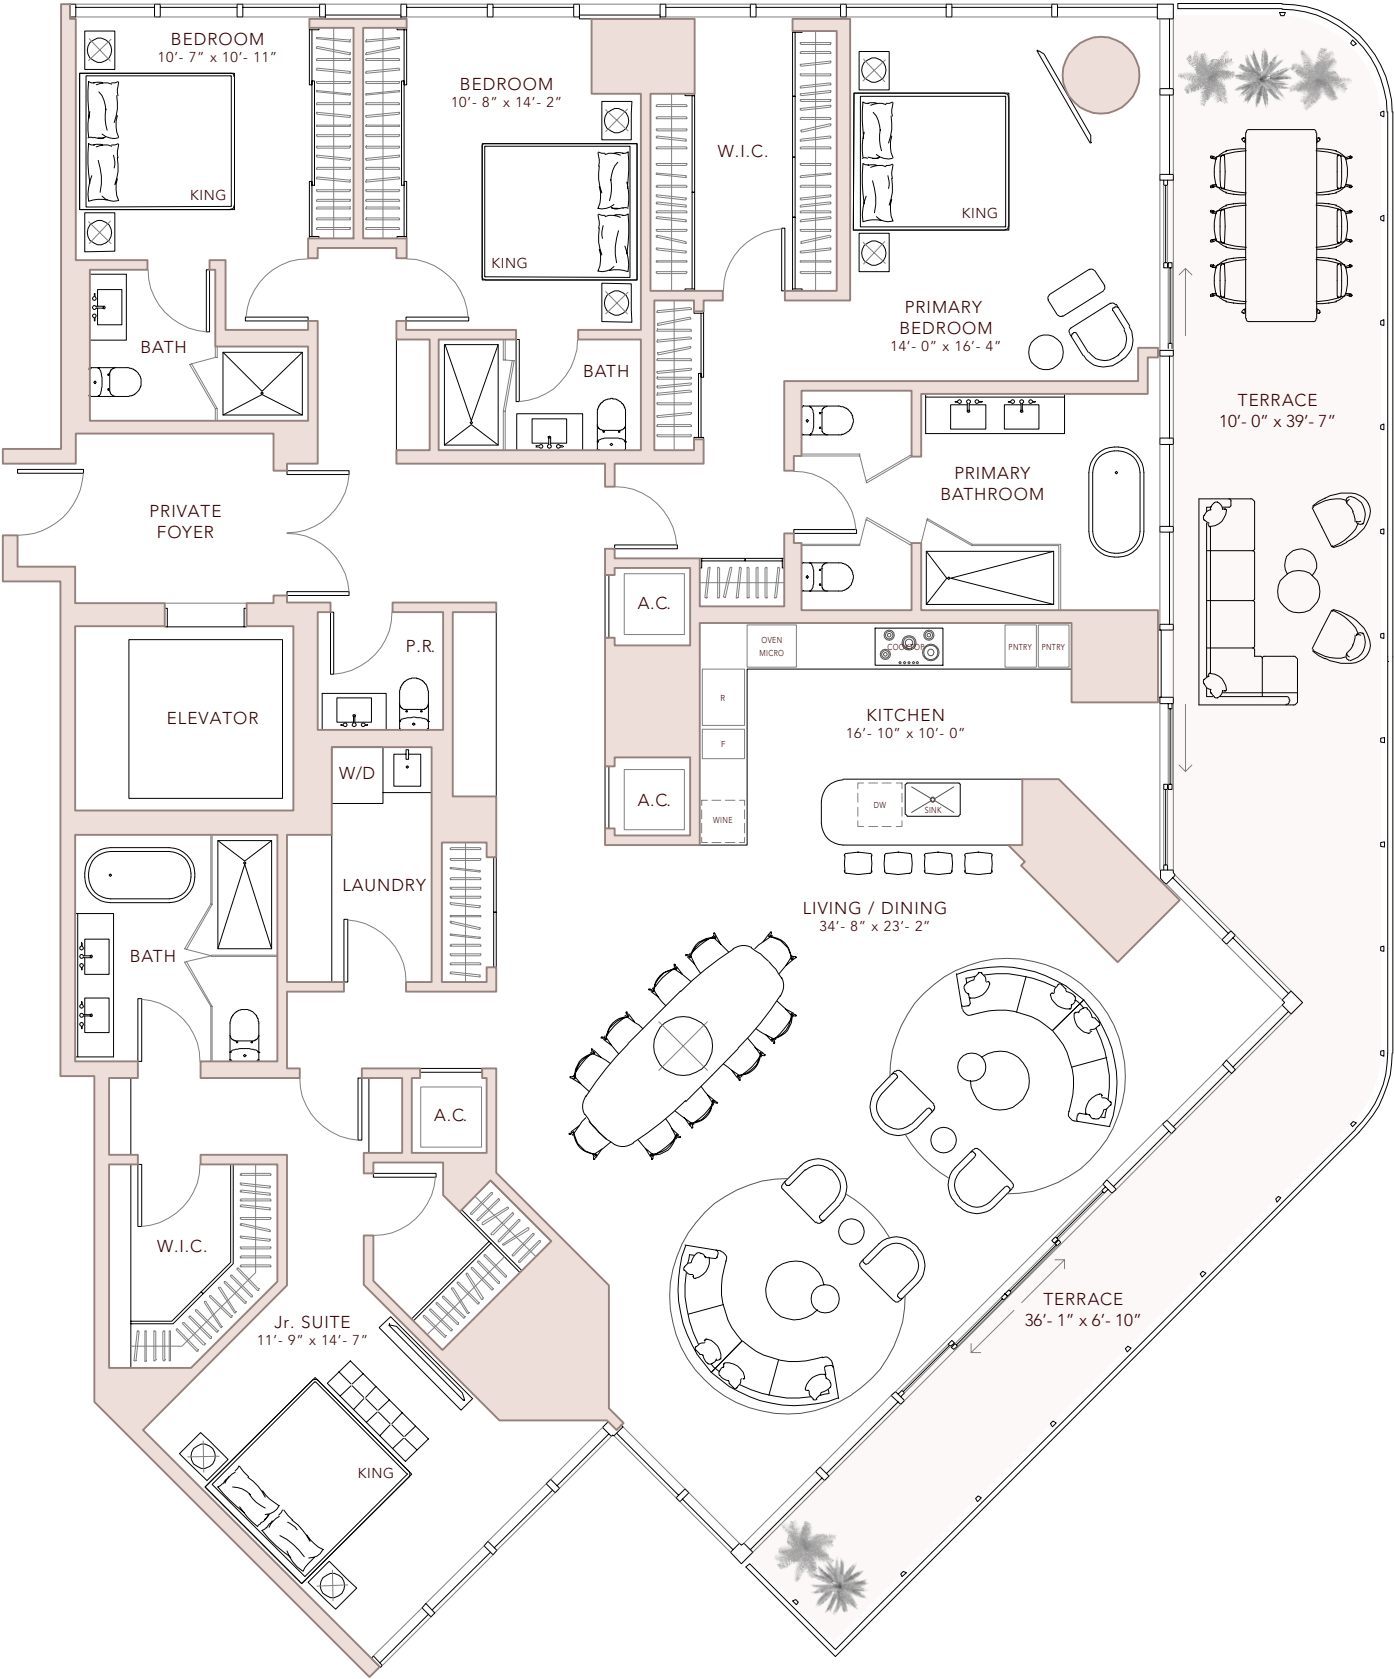 BEDROOM
10'- 7" x 10'- 11"
KING
BEDROOM
10'- 8" x 14'- 2"
KING
W.I.C.
KING
PRIMARY
BEDROOM
14'- 0" x 16'- 4"
BATH
BATH
TERRACE
10'- 0" x 39'- 7"
PRIMARY
BATHROOM
PRIVATE
FOYER
A.C.
P.R.
OVEN
MICRO
COOKTOP
PNTRY
PNTRY
ELEVATOR
R
F
KITCHEN
16'- 10" x 10'- 0"
W/D
A.C.
WINE
DW
SINK
LAUNDRY
LIVING / DINING
34'- 8" x 23'- 2"
BATH
A.C.
W.I.C.
Jr. SUITE
11'- 9" x 14'- 7"
KING
TERRACE
36'- 1" x 6'- 10"